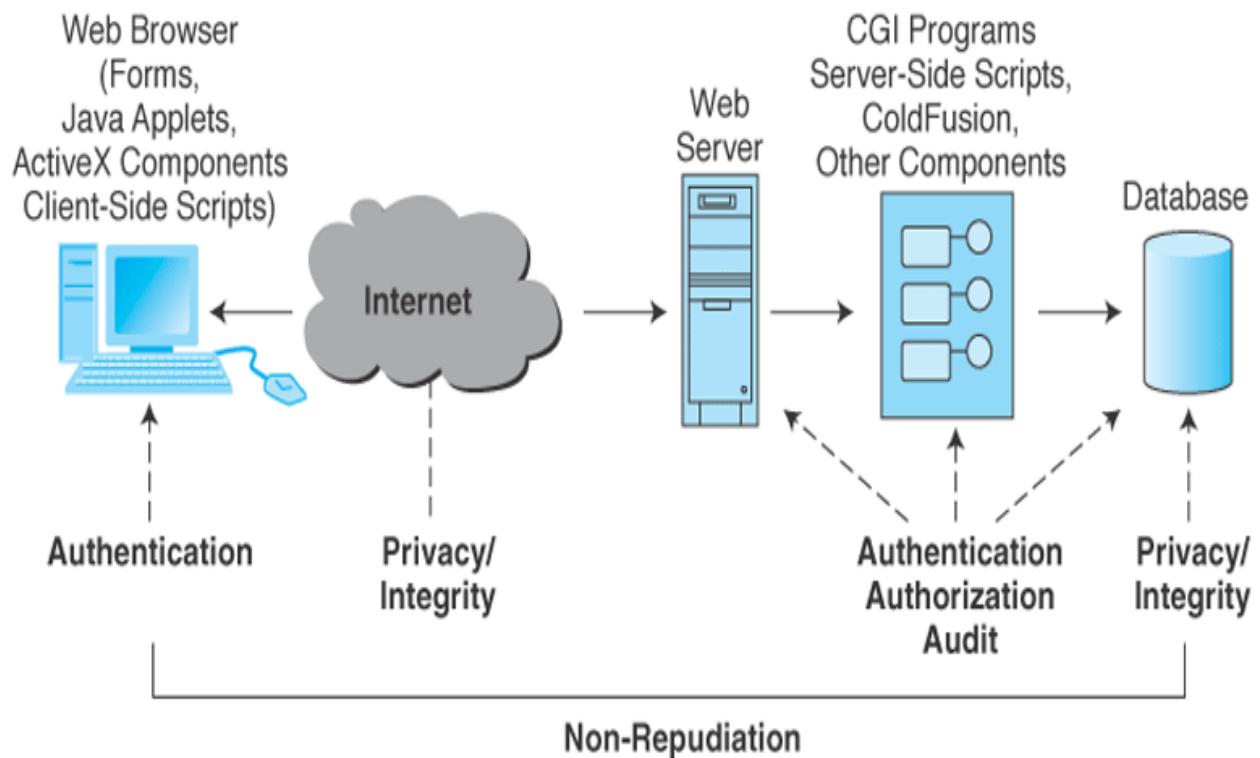 Web Browser
(Forms,
Java Applets,
ActiveX Components
Client-Side Scripts)
Internet
Web
Server
CGI Programs
Server-Side Scripts,
ColdFusion,
Other Components
Database
Authentication
Privacy/
Integrity
Authentication
Authorization
Audit
Privacy/
Integrity
Non-Repudiation